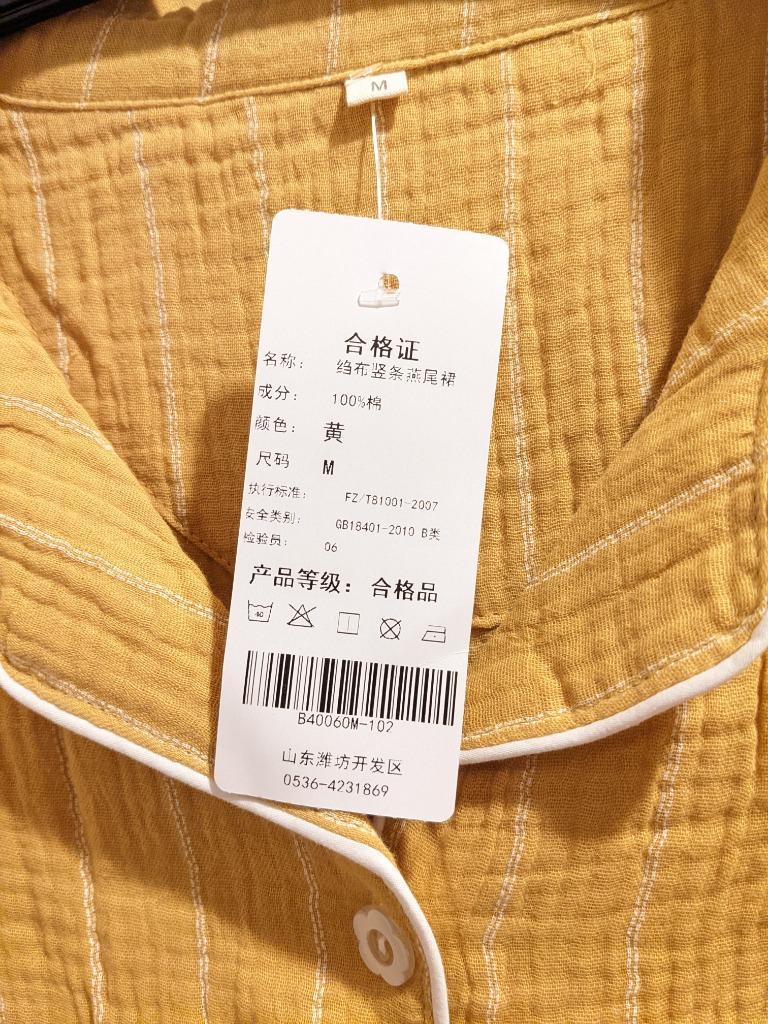 M
合格证
名称： 绉布竖条燕尾裙
成分： 100%棉
颜色： 黄
尺码 M
执行标准： FZ/T81001-2007
安全类别： GB18401-2010 B类
检验员： 06
产品等级： 合格品
40
B40060M-102
山东潍坊开发区
0536-4231869